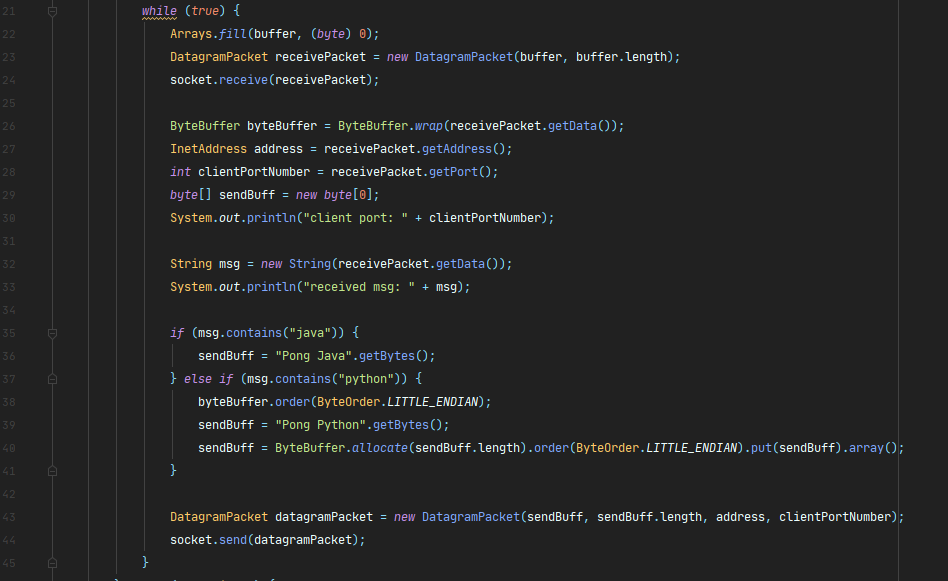 21 while (true) {
22 Arrays.fill(buffer, (byte) 0);
23 DatagramPacket receivePacket = new DatagramPacket(buffer, buffer.length);
24 socket.receive(receivePacket);
25
26 ByteBuffer byteBuffer = ByteBuffer.wrap(receivePacket.getData());
27 InetAddress address = receivePacket.getAddress();
28 int clientPortNumber = receivePacket.getPort();
29 byte[] sendBuff = new byte[0];
30 System.out.println("client port: " + clientPortNumber);
31
32 String msg = new String(receivePacket.getData());
33 System.out.println("received msg: " + msg);
34
35 if (msg.contains("java")) {
36 sendBuff = "Pong Java".getBytes();
37 } else if (msg.contains("python")) {
38 byteBuffer.order(ByteOrder.LITTLE_ENDIAN);
39 sendBuff = "Pong Python".getBytes();
40 sendBuff = ByteBuffer.allocate(sendBuff.length).order(ByteOrder.LITTLE_ENDIAN).put(sendBuff).array();
41 }
42
43 DatagramPacket datagramPacket = new DatagramPacket(sendBuff, sendBuff.length, address, clientPortNumber);
44 socket.send(datagramPacket);
45 }